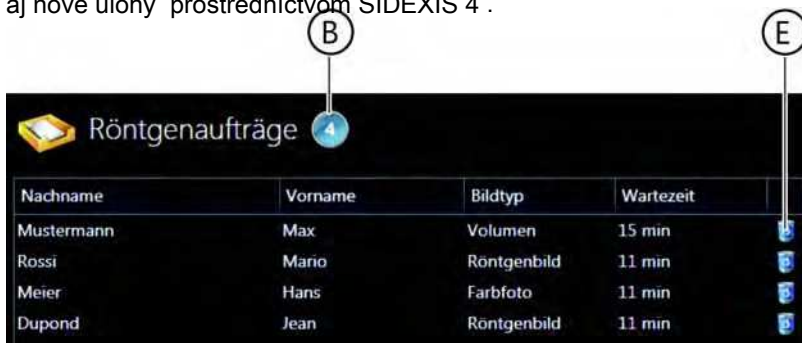 aj nové úlohy prostredníctvom SIDEXIS 4 .
B
E
Röntgenaufträge 4
Nachname Vorname Bildtyp Wartezeit
Mustermann Max Volumen 15 min
Rossi Mario Röntgenbild 11 min
Meier Hans Farbfoto 11 min
Dupond Jean Röntgenbild 11 min